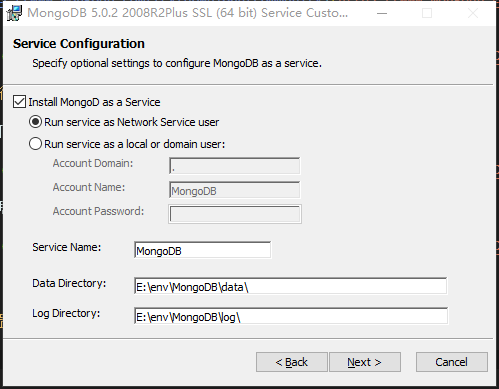 MongoDB 5.0.2 2008R2Plus SSL (64 bit) Service Custo...
Service Configuration
Specify optional settings to configure MongoDB as a service.
Install MongoD as a Service
Run service as Network Service user
Run service as a local or domain user:
Account Domain: .
Account Name: MongoDB
Account Password:
Service Name: MongoDB
Data Directory: E:\env\MongoDB\data\
Log Directory: E:\env\MongoDB\log\
< Back Next > Cancel